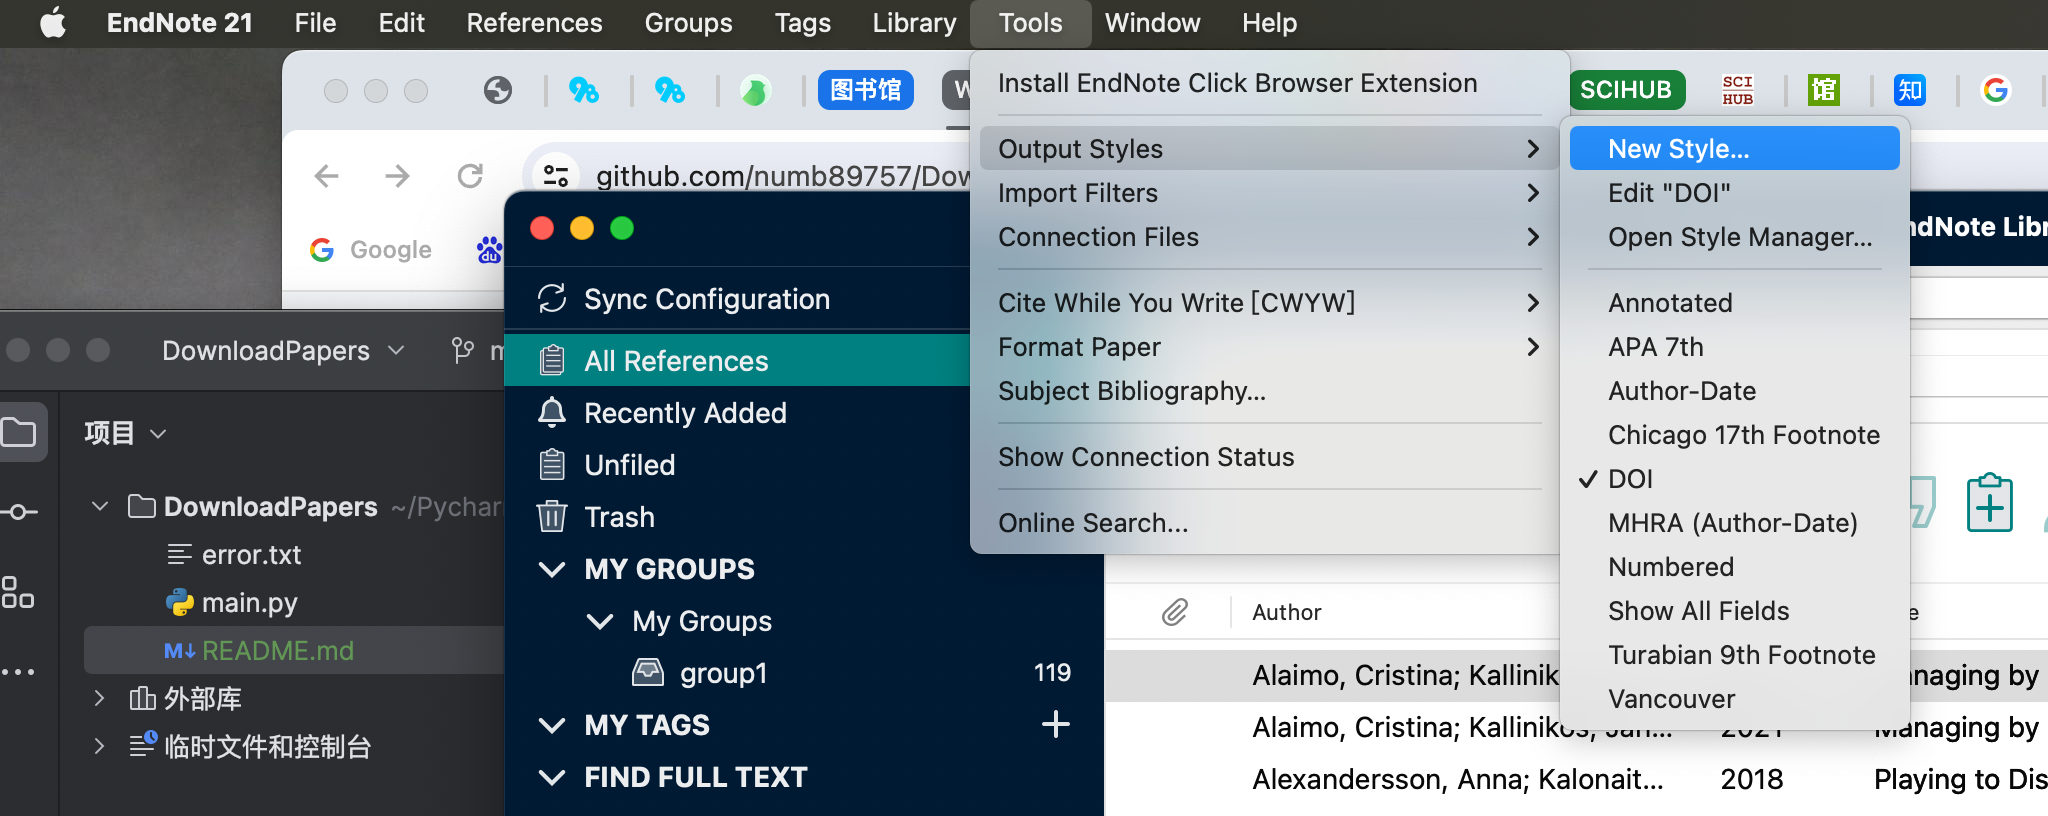 EndNote 21 File Edit References Groups Tags Library Tools Window Help
图书馆
W
SCIHUB
SCI
HUB
馆
知
github.com/numb89757/Dow
Google
du
Install EndNote Click Browser Extension
Output Styles
Import Filters
Connection Files
Cite While You Write [CWYW]
Format Paper
Subject Bibliography...
Show Connection Status
Online Search...
New Style...
Edit "DOI"
Open Style Manager...
Annotated
APA 7th
Author-Date
Chicago 17th Footnote
DOI
MHRA (Author-Date)
Numbered
Show All Fields
Turabian 9th Footnote
Vancouver
ndNote Libr
DownloadPapers
项目
DownloadPapers ~/Pychar
error.txt
main.py
M↓ README.md
外部库
临时文件和控制台
Sync Configuration
All References
Recently Added
Unfiled
Trash
MY GROUPS
My Groups
group1 119
MY TAGS
FIND FULL TEXT
Author
Alaimo, Cristina; Kallinik naging by
Alaimo, Cristina; Kallinikos, Jan... 2021 Managing by
Alexandersson, Anna; Kalonait... 2018 Playing to Dis